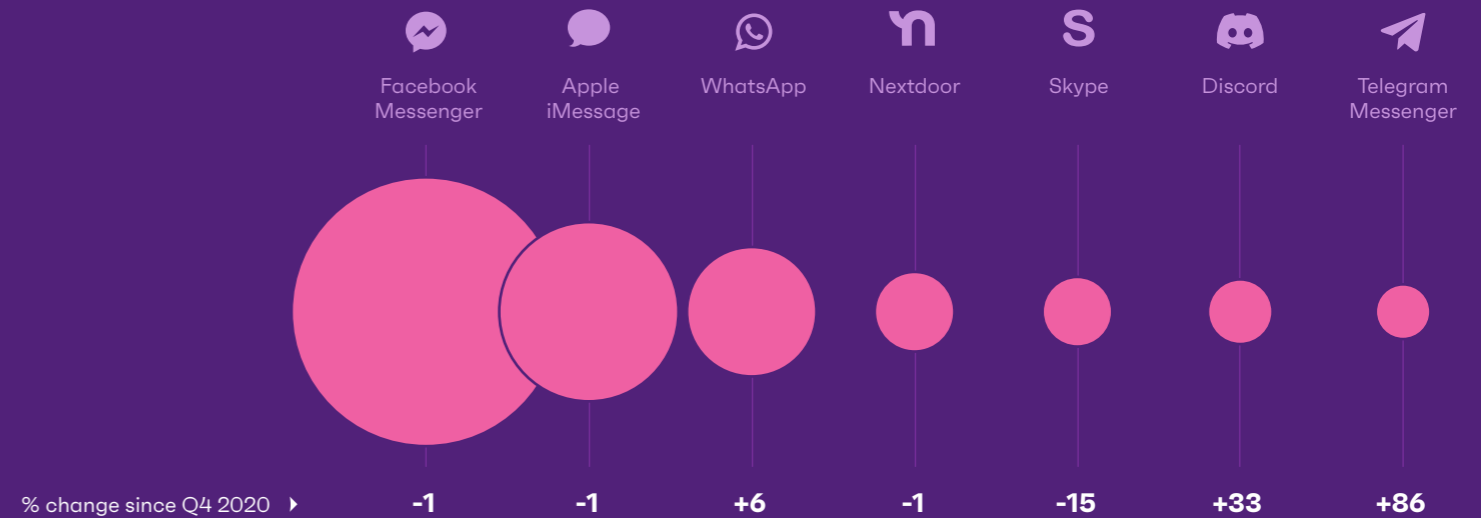 Facebook
Messenger
Apple
iMessage
WhatsApp
Nextdoor
Skype
Discord
Telegram
Messenger
% change since Q4 2020
-1
-1
+6
-1
-15
+33
+86